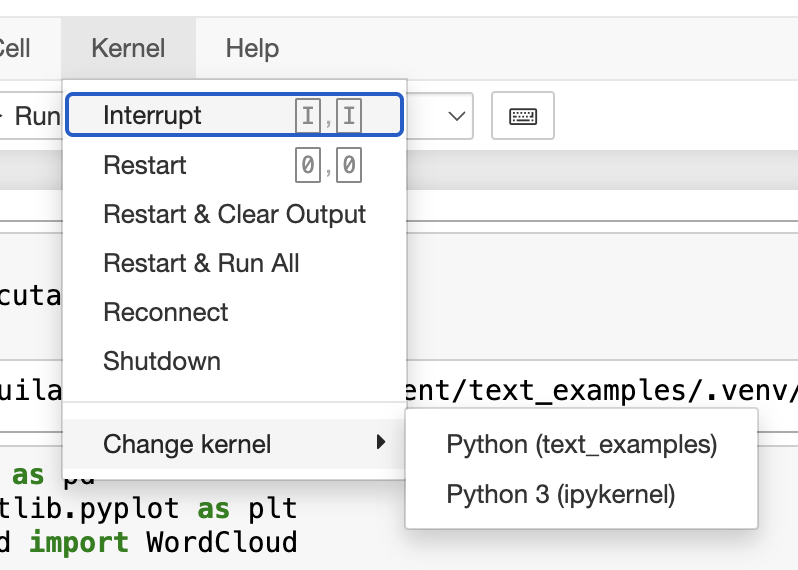 Cell Kernel Help
Run
Interrupt I,I
Restart 0,0
Restart & Clear Output
Restart & Run All
Reconnect
Shutdown
Change kernel
Python (text_examples)
Python 3 (ipykernel)
cuta
uila
ent/text_examples/.venv/
as pd
tlib.pyplot as plt
d import WordCloud